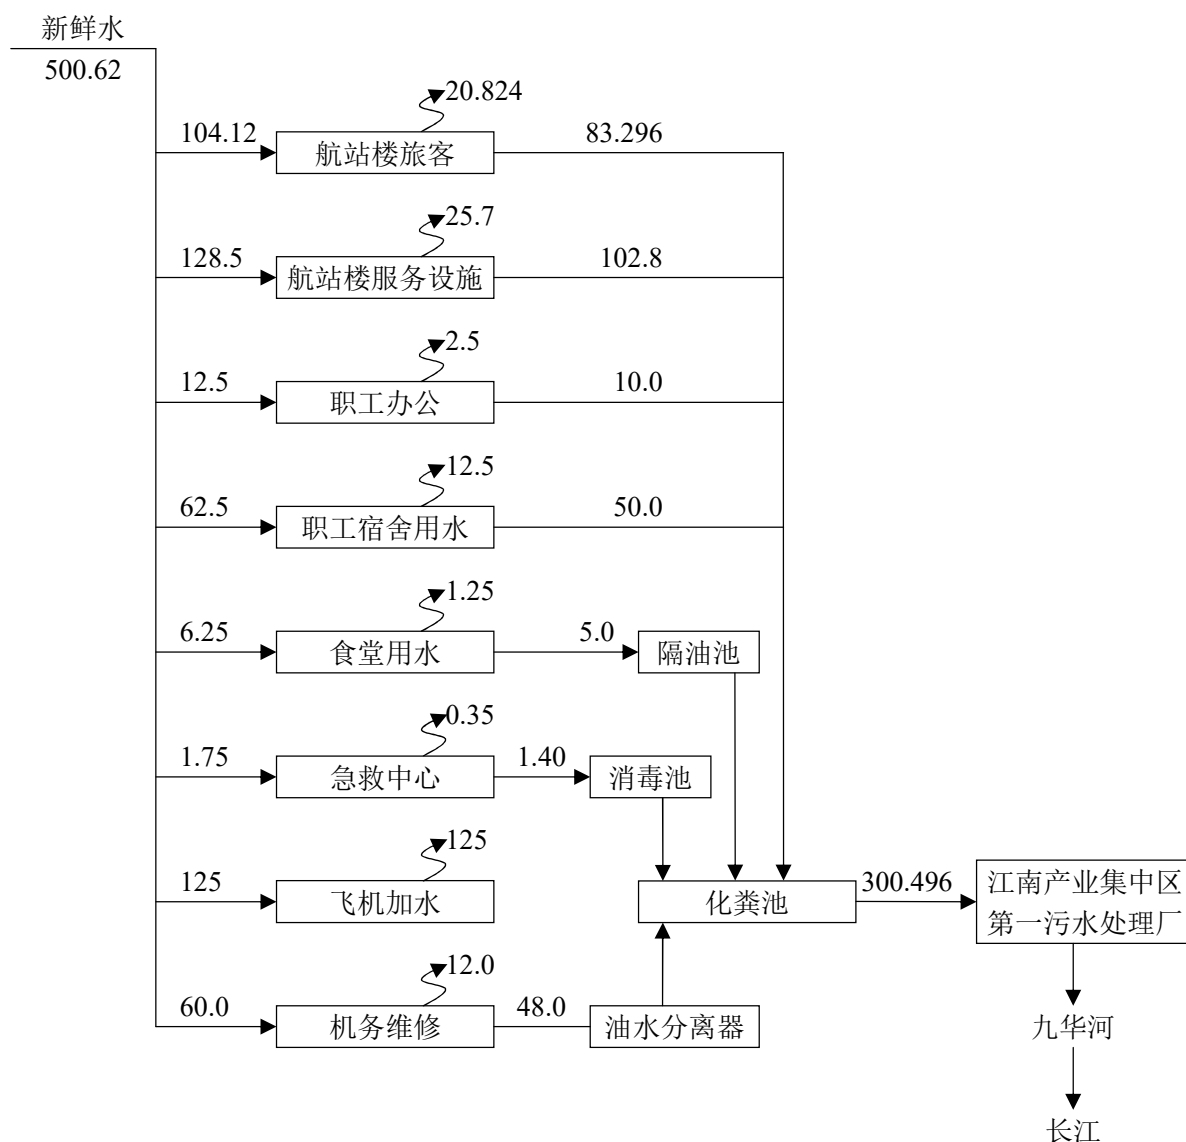 新鲜水
500.62
20.824
104.12
航站楼旅客
83.296
25.7
128.5
航站楼服务设施
102.8
2.5
12.5
职工办公
10.0
12.5
62.5
职工宿舍用水
50.0
1.25
6.25
食堂用水
5.0
隔油池
0.35
1.75
急救中心
1.40
消毒池
125
125
飞机加水
化粪池
300.496
江南产业集中区
第一污水处理厂
12.0
60.0
机务维修
48.0
油水分离器
九华河
长江